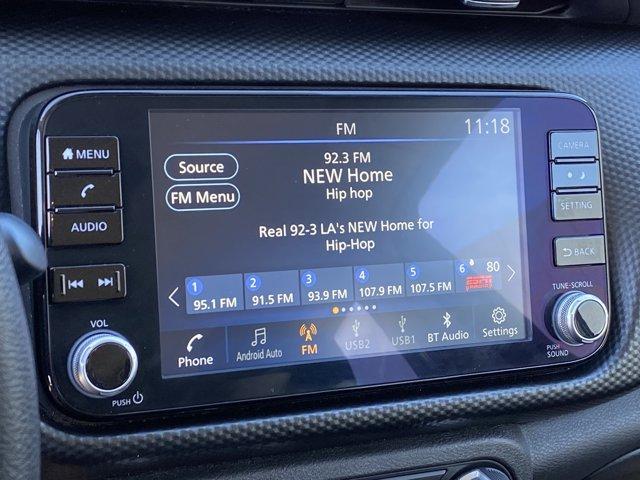 FM
11:18
MENU
AUDIO
VOL
PUSH
Source
FM Menu
92.3 FM
NEW Home
Hip hop
Real 92-3 LA's NEW Home for
Hip-Hop
1
95.1 FM
2
91.5 FM
3
93.9 FM
4
107.9 FM
5
107.5 FM
6
80
Phone
Android Auto
FM
USB2
USB1
BT Audio
Settings
CAMERA
SETTING
BACK
TUNE-SCROLL
PUSH
SOUND